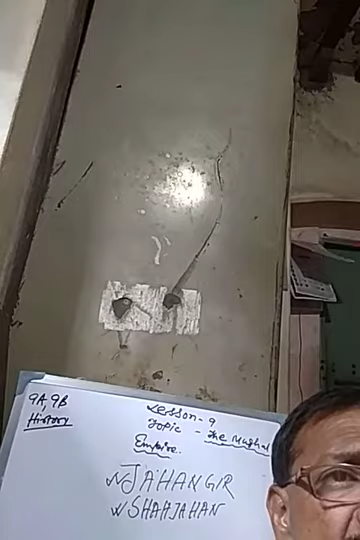 9A, 9B
History
Lesson - 9
Topic - The Mughal
Empire.
JAHANGIR
SHAHJAHAN